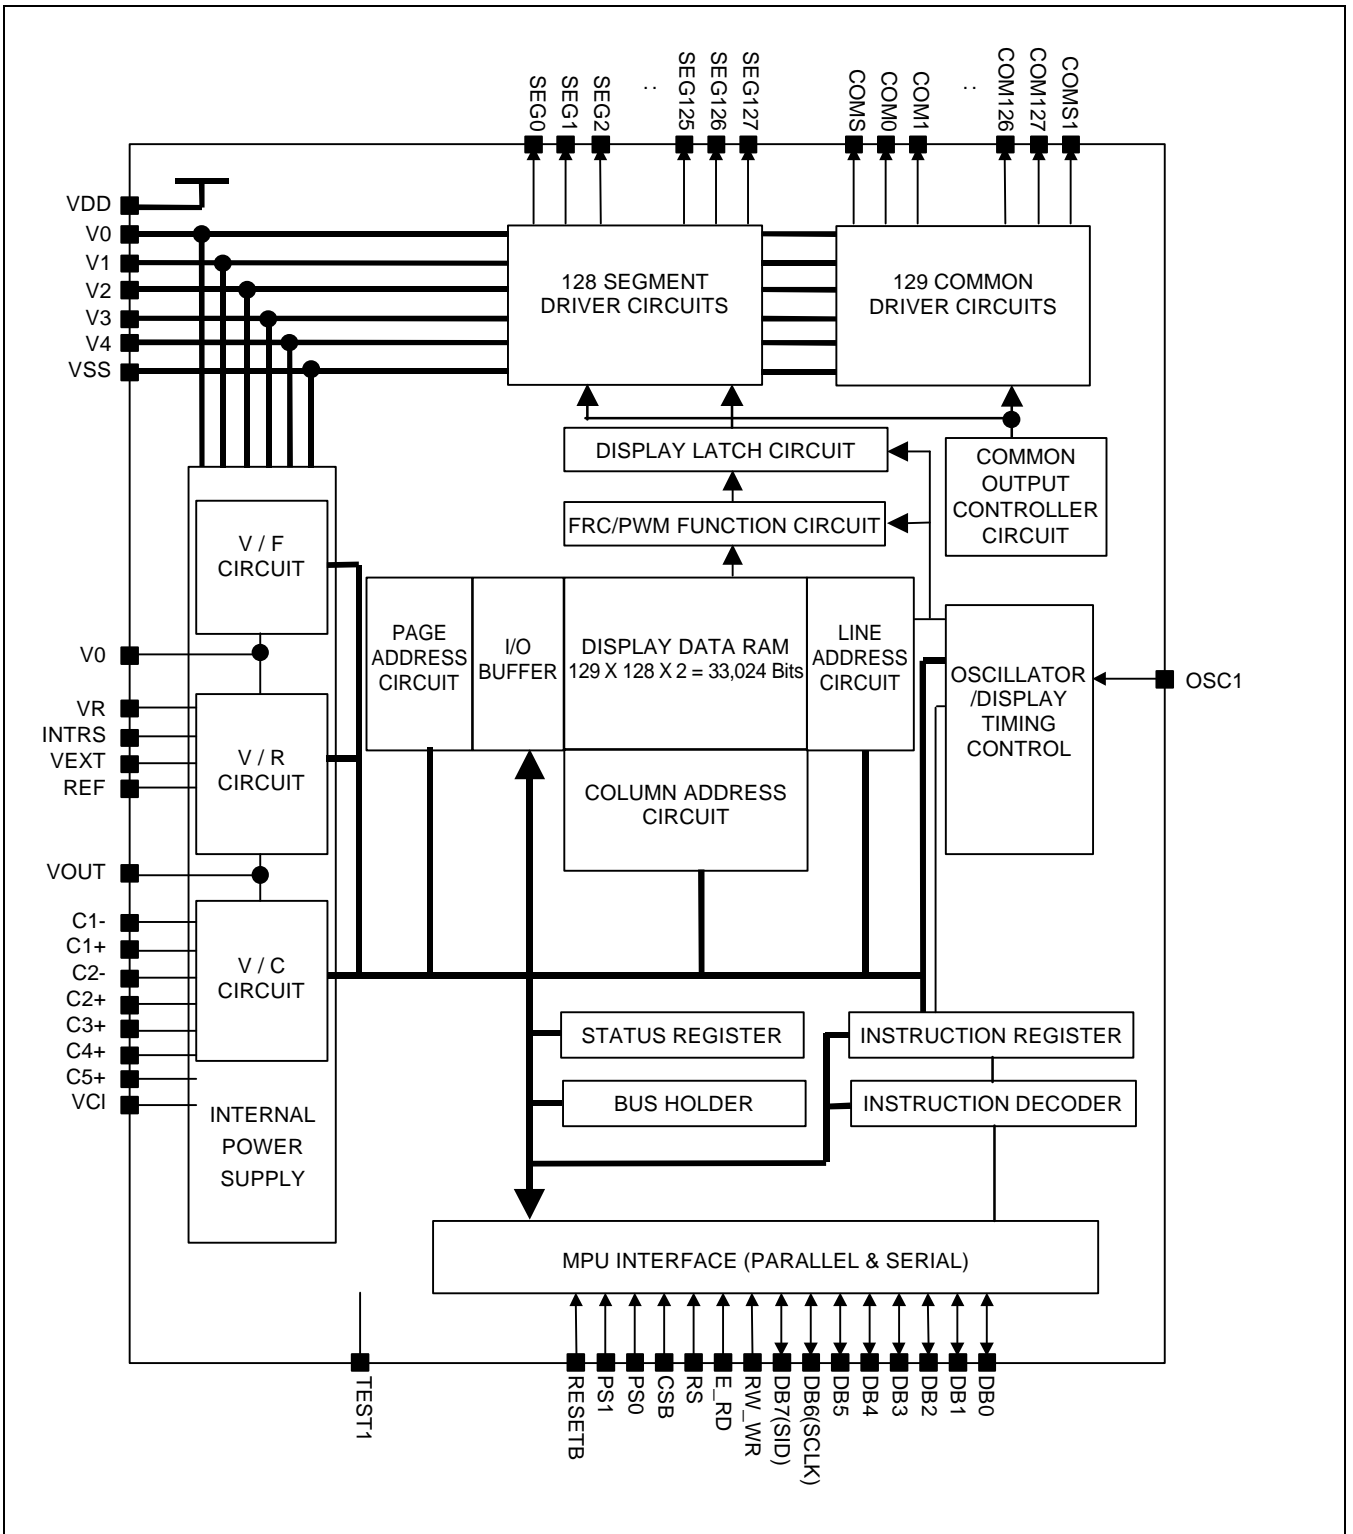 SEG0
SEG1
SEG2
..
SEG125
SEG126
SEG127
COMS
COM0
COM1
..
COM126
COM127
COMS1
VDD
V0
V1
V2
V3
V4
VSS
128 SEGMENT
DRIVER CIRCUITS
129 COMMON
DRIVER CIRCUITS
DISPLAY LATCH CIRCUIT
COMMON
OUTPUT
CONTROLLER
CIRCUIT
FRC/PWM FUNCTION CIRCUIT
V / F
CIRCUIT
PAGE
ADDRESS
CIRCUIT
I/O
BUFFER
DISPLAY DATA RAM
129 X 128 X 2 = 33,024 Bits
LINE
ADDRESS
CIRCUIT
OSCILLATOR
/DISPLAY
TIMING
CONTROL
OSC1
V0
VR
INTRS
VEXT
REF
V / R
CIRCUIT
COLUMN ADDRESS
CIRCUIT
VOUT
C1-
C1+
C2-
C2+
C3+
C4+
C5+
VCI
V / C
CIRCUIT
INTERNAL
POWER
SUPPLY
STATUS REGISTER
INSTRUCTION REGISTER
BUS HOLDER
INSTRUCTION DECODER
MPU INTERFACE (PARALLEL & SERIAL)
TEST1
RESETB
PS1
PS0
CSB
RS
E_RD
RW_WR
DB7(SID)
DB6(SCLK)
DB5
DB4
DB3
DB2
DB1
DB0